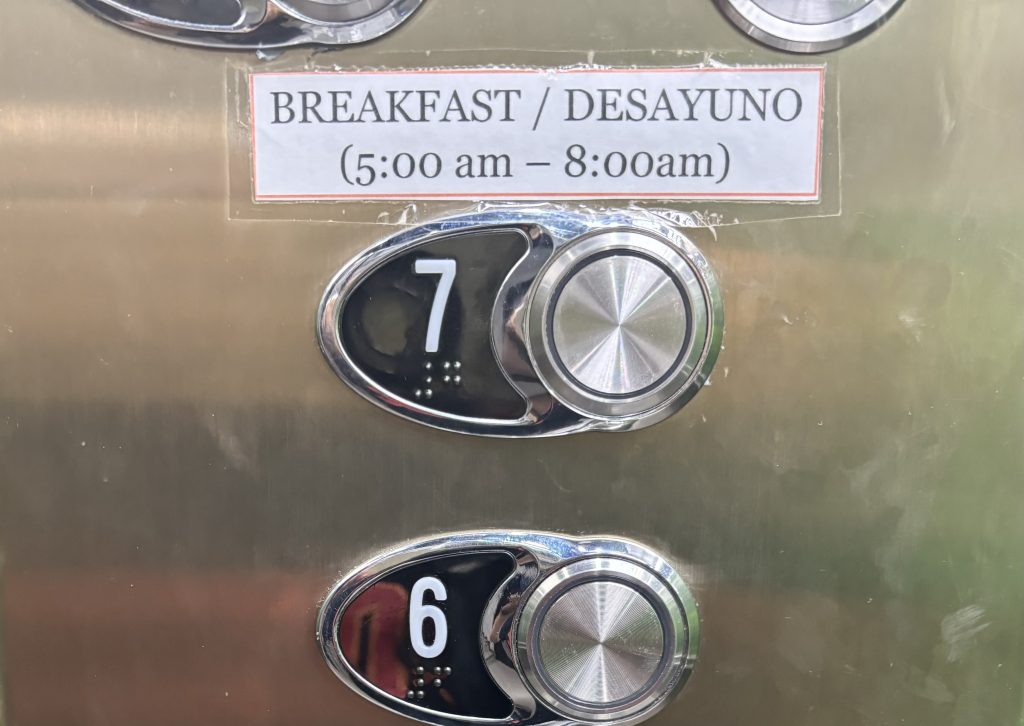 BREAKFAST / DESAYUNO
(5:00 am – 8:00am)
7
6